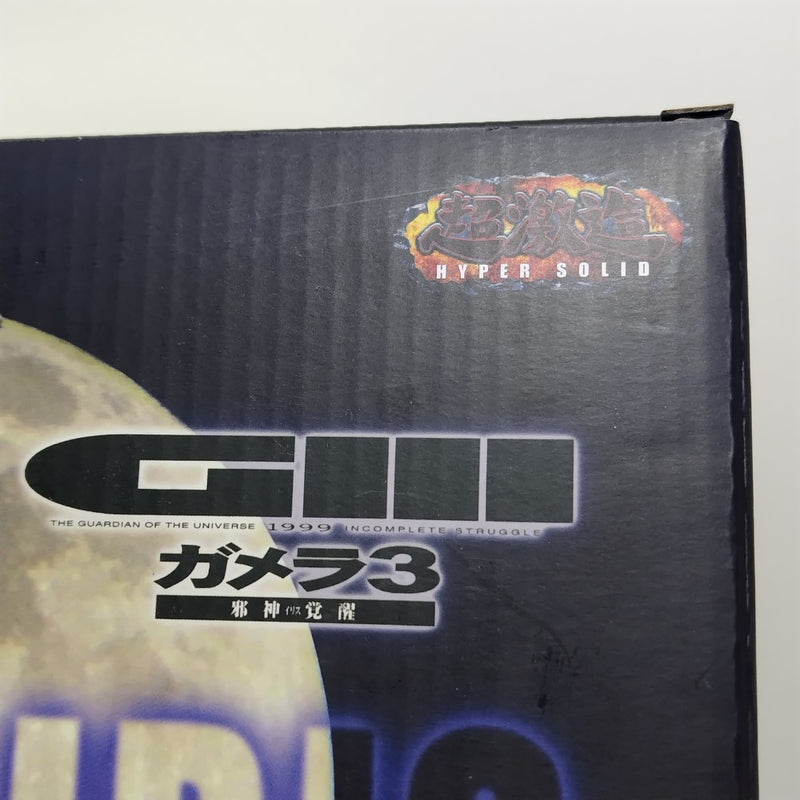 超激造
HYPER SOLID
GIII
THE GUARDIAN OF THE UNIVERSE 1999 INCOMPLETE STRUGGLE
ガメラ3
邪神イリス覚醒
IRIS